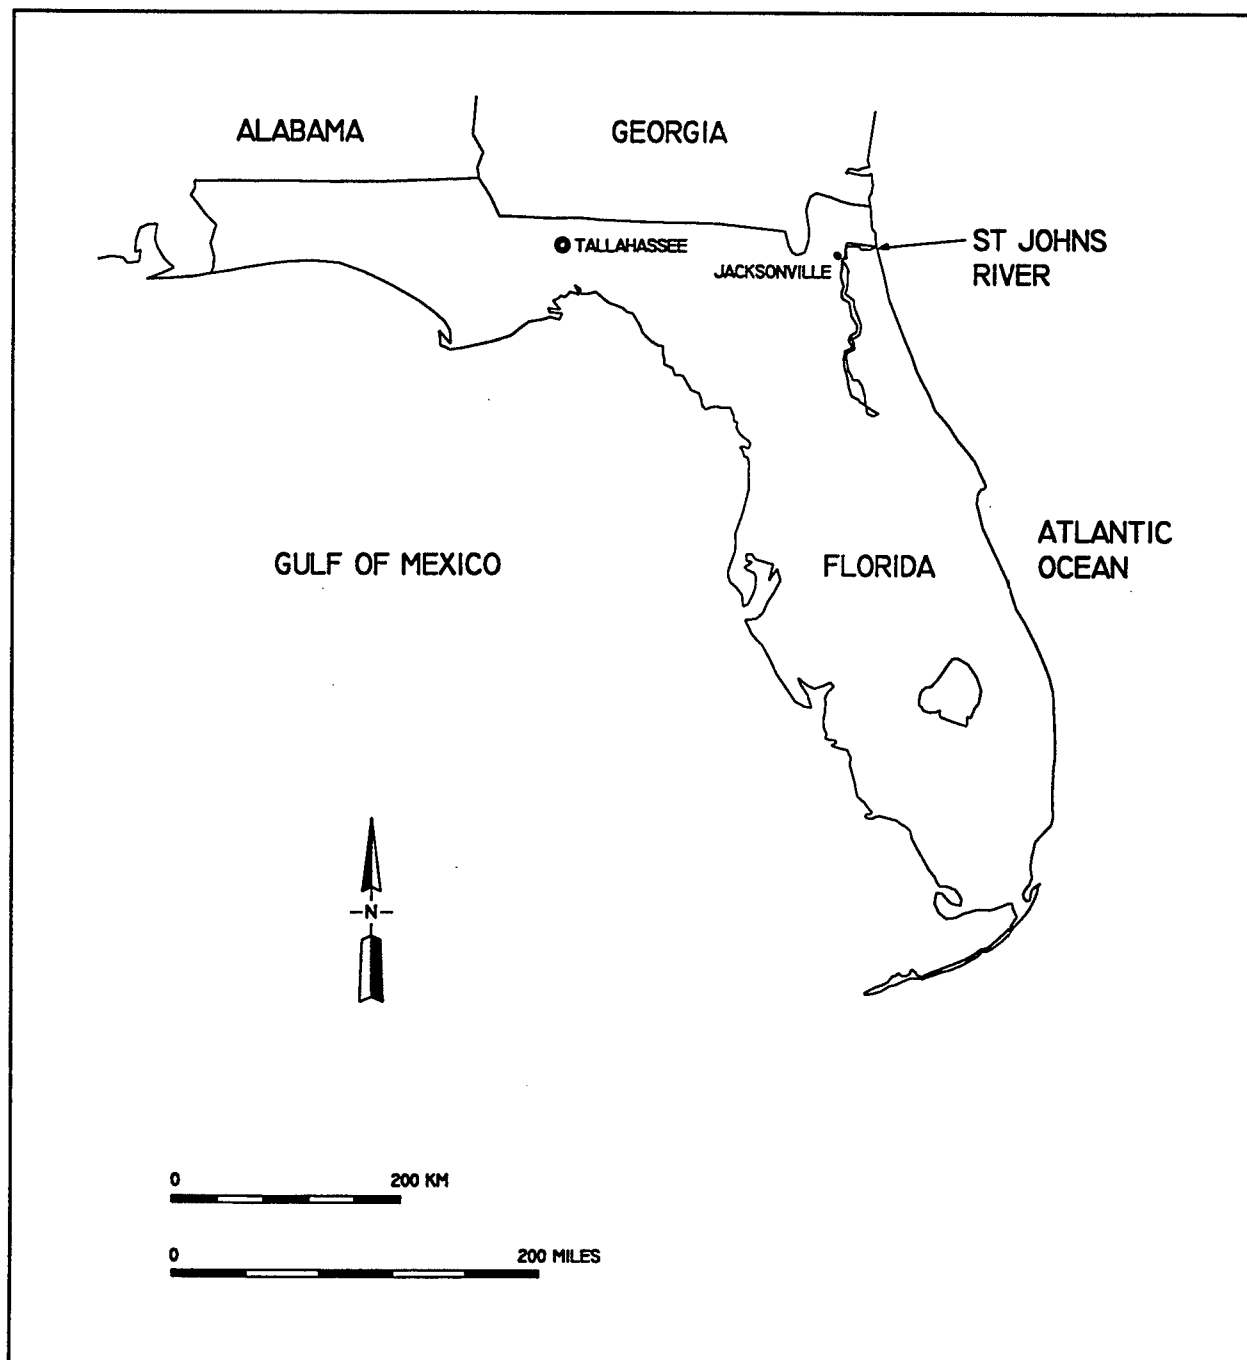 ALABAMA
GEORGIA
TALLAHASSEE
JACKSONVILLE
ST JOHNS
RIVER
ATLANTIC
OCEAN
GULF OF MEXICO
FLORIDA
-N-
0 200 KM
0 200 MILES